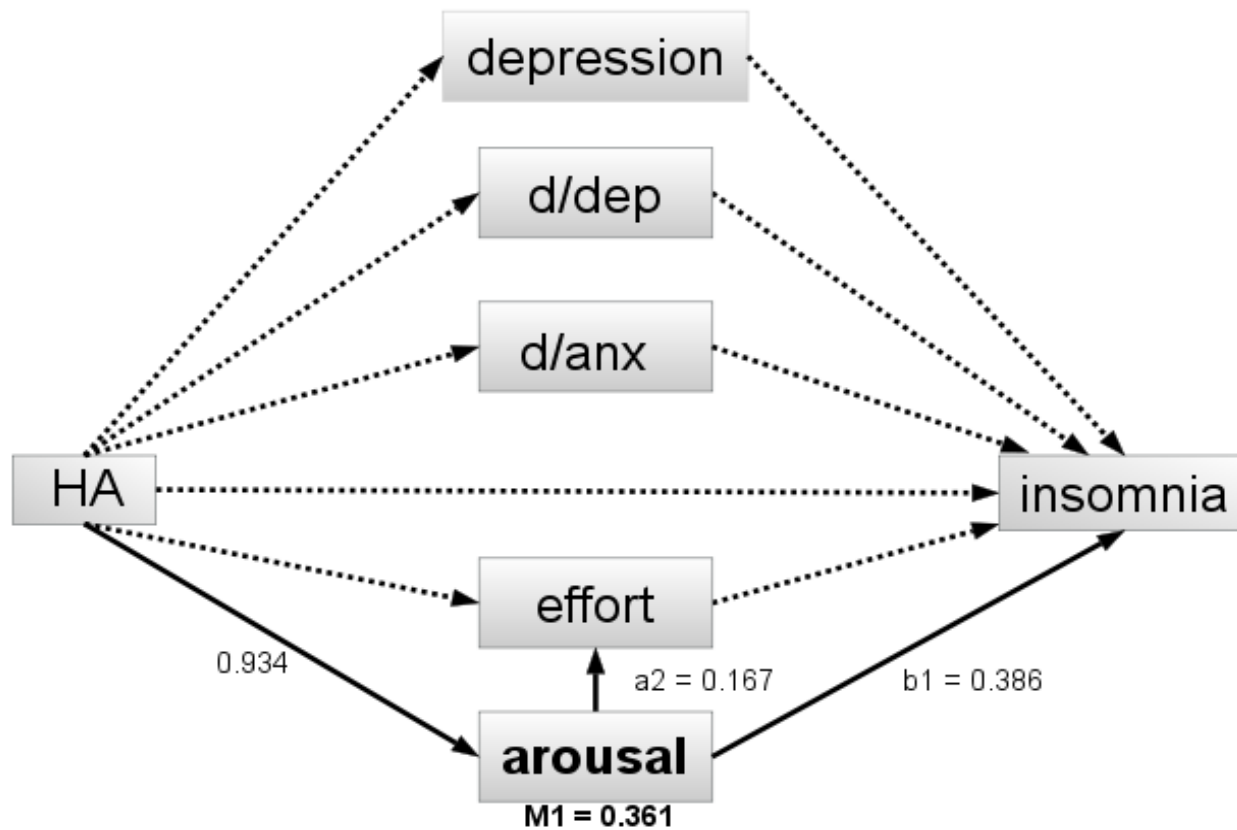 depression
d/dep
d/anx
HA
insomnia
effort
0.934
a2 = 0.167
b1 = 0.386
arousal
M1 = 0.361